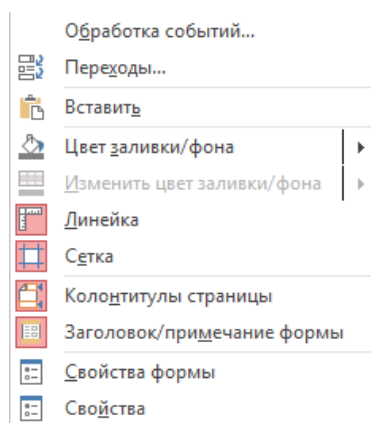 Обработка событий...
Переходы...
Вставить
Цвет заливки/фона
Изменить цвет заливки/фона
Линейка
Сетка
Колонтитулы страницы
Заголовок/примечание формы
Свойства формы
Свойства